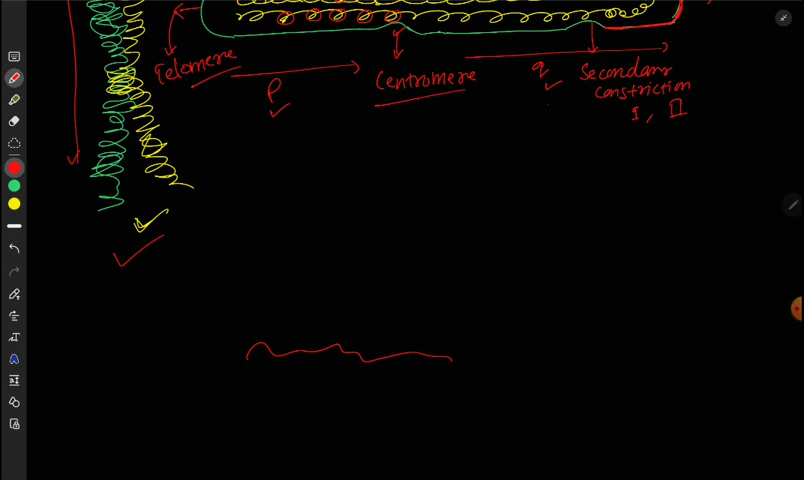 Telomere
P
Centromere
q
Secondary
constriction
I, II